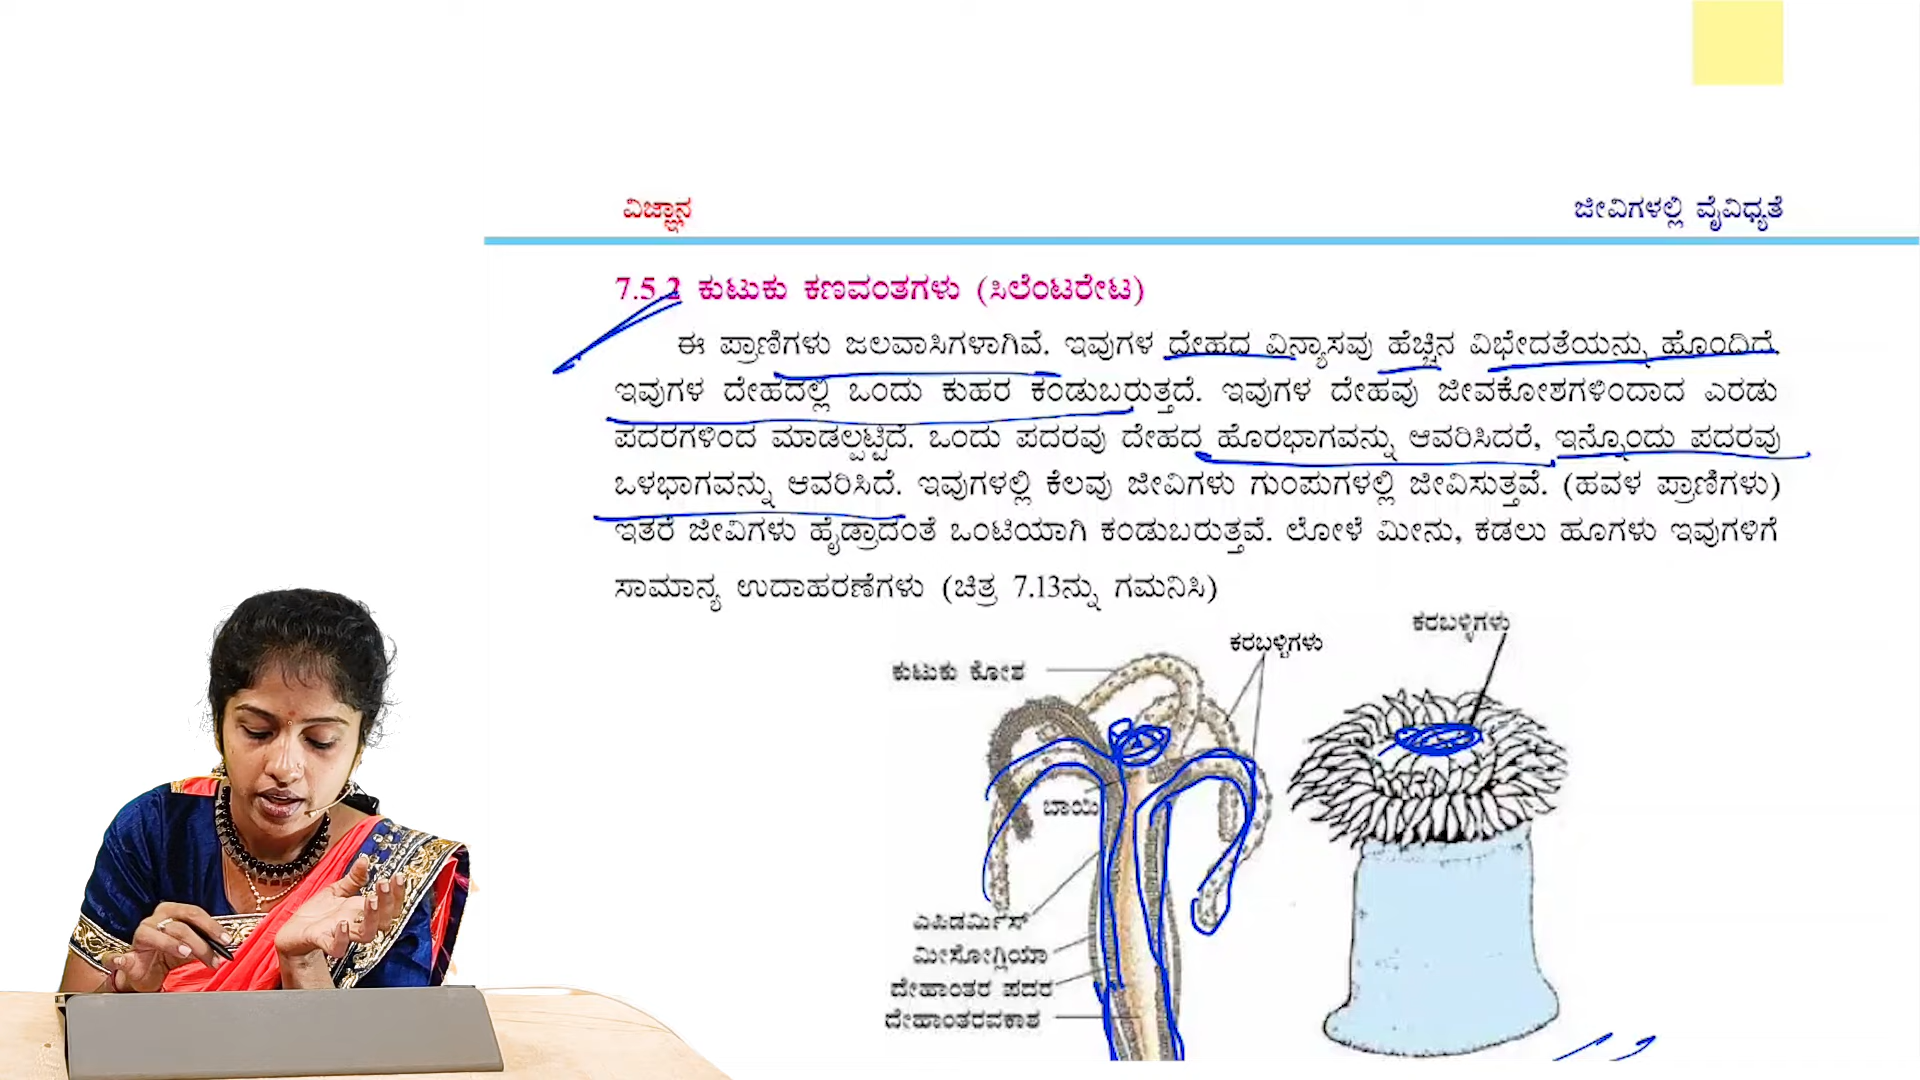 ವಿಜ್ಞಾನ
ಜೀವಿಗಳಲ್ಲಿ ವೈವಿಧ್ಯತೆ
7.5.2 ಕುಟುಕು ಕಣವಂತಗಳು (ಸಿಲೆಂಟರೇಟ)
ಈ ಪ್ರಾಣಿಗಳು ಜಲವಾಸಿಗಳಾಗಿವೆ. ಇವುಗಳ ದೇಹದ ವಿನ್ಯಾಸವು ಹೆಚ್ಚಿನ ವಿಭೇದತೆಯನ್ನು ಹೊಂದಿದೆ.
ಇವುಗಳ ದೇಹದಲ್ಲಿ ಒಂದು ಕುಹರ ಕಂಡುಬರುತ್ತದೆ. ಇವುಗಳ ದೇಹವು ಜೀವಕೋಶಗಳಿಂದಾದ ಎರಡು
ಪದರಗಳಿಂದ ಮಾಡಲ್ಪಟ್ಟಿದೆ. ಒಂದು ಪದರವು ದೇಹದ ಹೊರಭಾಗವನ್ನು ಆವರಿಸಿದರೆ, ಇನ್ನೊಂದು ಪದರವು
ಒಳಭಾಗವನ್ನು ಆವರಿಸಿದೆ. ಇವುಗಳಲ್ಲಿ ಕೆಲವು ಜೀವಿಗಳು ಗುಂಪುಗಳಲ್ಲಿ ಜೀವಿಸುತ್ತವೆ. (ಹವಳ ಪ್ರಾಣಿಗಳು)
ಇತರೆ ಜೀವಿಗಳು ಹೈಡ್ರಾದಂತೆ ಒಂಟಿಯಾಗಿ ಕಂಡುಬರುತ್ತವೆ. ಲೋಳೆ ಮೀನು, ಕಡಲು ಹೂಗಳು ಇವುಗಳಿಗೆ
ಸಾಮಾನ್ಯ ಉದಾಹರಣೆಗಳು (ಚಿತ್ರ 7.13ನ್ನು ಗಮನಿಸಿ)
ಕರಬಳ್ಳಿಗಳು
ಕರಬಳ್ಳಿಗಳು
ಕುಟುಕು ಕೋಶ
ಬಾಯಿ
ಎಪಿಡರ್ಮಿಸ್
ಮೀಸೋಗ್ಲಿಯಾ
ದೇಹಾಂತರ ಪದರ
ದೇಹಾಂತರವಕಾಶ